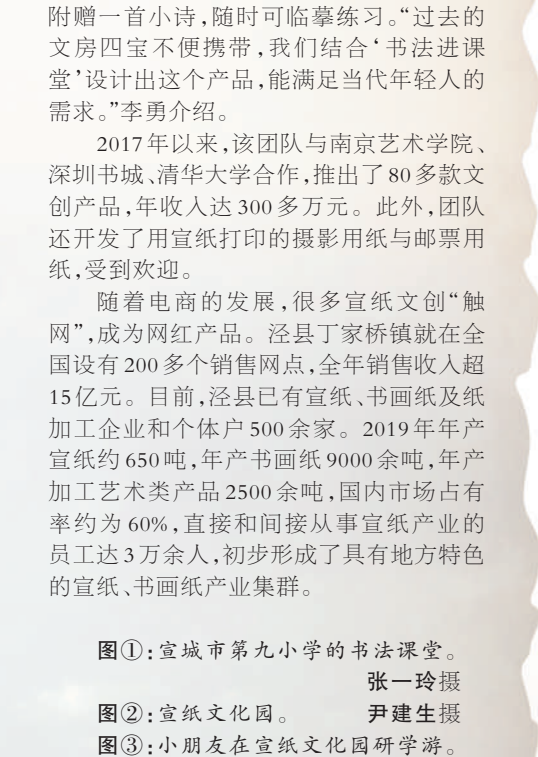 附赠一首小诗,随时可临摹练习。“过去的
文房四宝不便携带,我们结合‘书法进课
堂’设计出这个产品,能满足当代年轻人的
需求。”李勇介绍。
2017年以来,该团队与南京艺术学院、
深圳书城、清华大学合作,推出了80多款文
创产品,年收入达300多万元。此外,团队
还开发了用宣纸打印的摄影用纸与邮票用
纸,受到欢迎。
随着电商的发展,很多宣纸文创“触
网”,成为网红产品。泾县丁家桥镇就在全
国设有200多个销售网点,全年销售收入超
15亿元。目前,泾县已有宣纸、书画纸及纸
加工企业和个体户500余家。2019年年产
宣纸约650吨,年产书画纸9000余吨,年产
加工艺术类产品2500余吨,国内市场占有
率约为60%,直接和间接从事宣纸产业的
员工达3万余人,初步形成了具有地方特色
的宣纸、书画纸产业集群。
图①:宣城市第九小学的书法课堂。
张一玲摄
图②:宣纸文化园。 尹建生摄
图③:小朋友在宣纸文化园研学游。